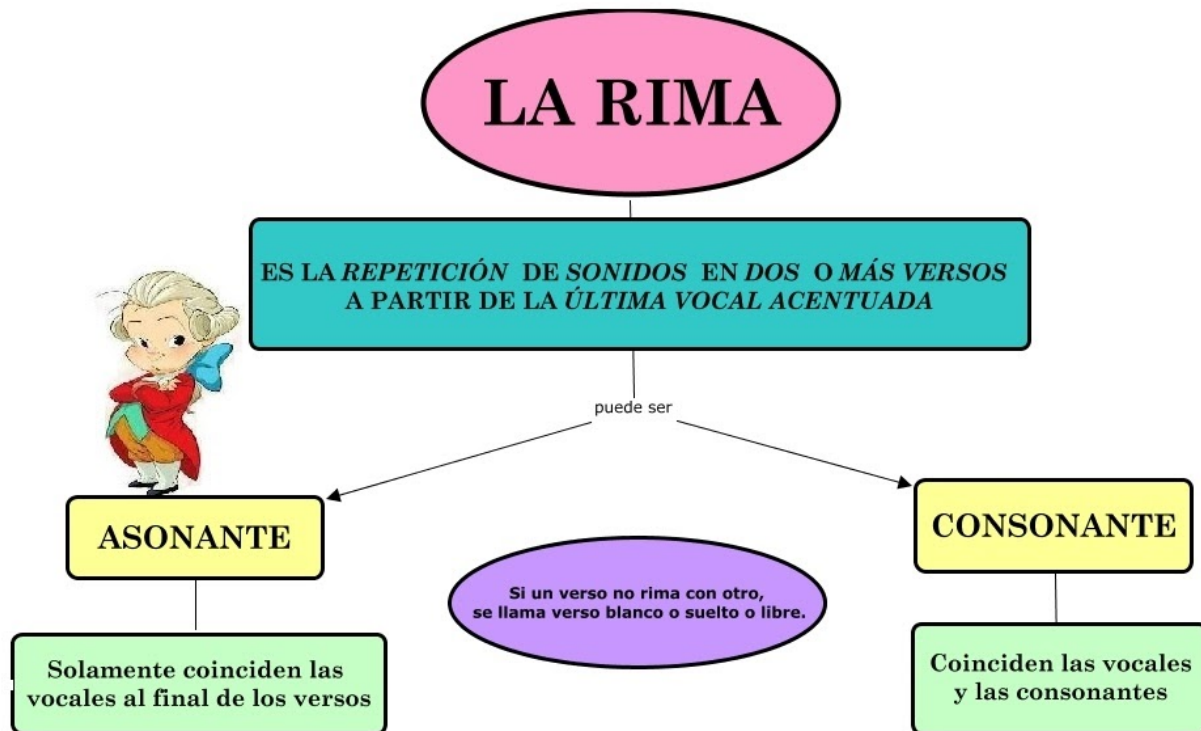 LA RIMA
ES LA REPETICIÓN DE SONIDOS EN DOS O MÁS VERSOS
A PARTIR DE LA ÚLTIMA VOCAL ACENTUADA
puede ser
ASONANTE
CONSONANTE
Si un verso no rima con otro,
se llama verso blanco o suelto o libre.
Solamente coinciden las
vocales al final de los versos
Coinciden las vocales
y las consonantes